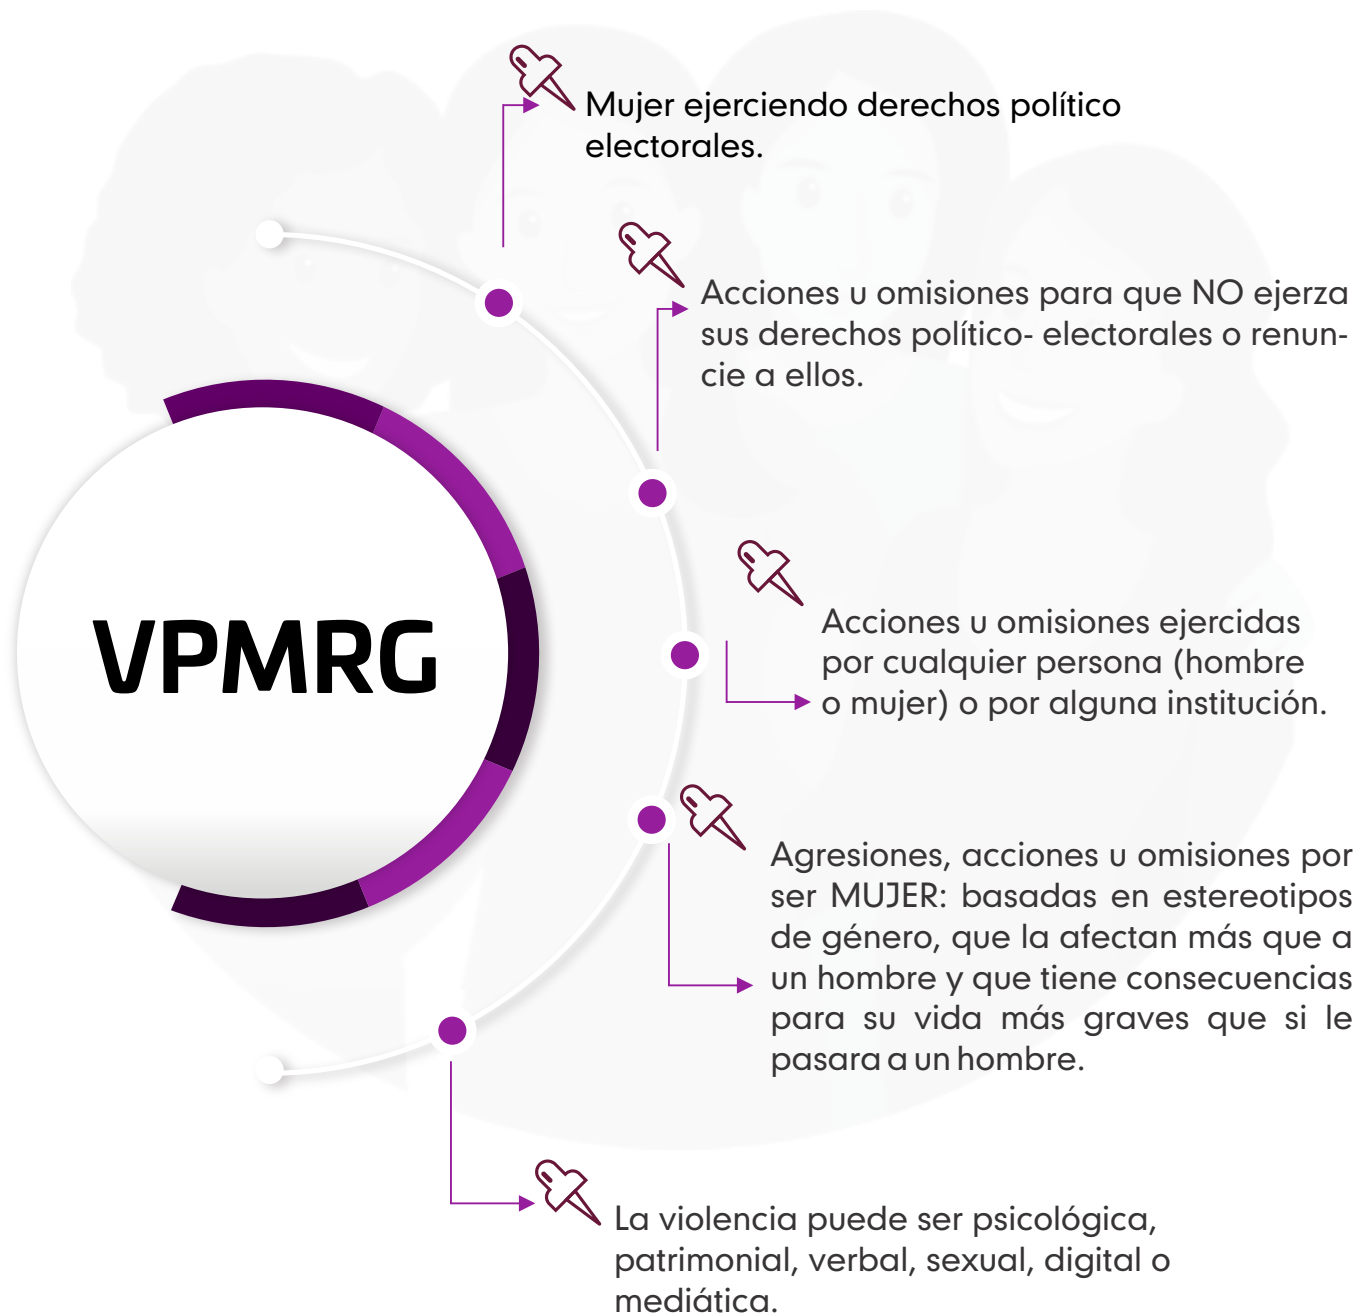 Mujer ejerciendo derechos político
electorales.
Acciones u omisiones para que NO ejerza
sus derechos político- electorales o renun-
cie a ellos.
VPMRG
Acciones u omisiones ejercidas
por cualquier persona (hombre
o mujer) o por alguna institución.
Agresiones, acciones u omisiones por
ser MUJER: basadas en estereotipos
de género, que la afectan más que a
un hombre y que tiene consecuencias
para su vida más graves que si le
pasara a un hombre.
La violencia puede ser psicológica,
patrimonial, verbal, sexual, digital o
mediática.